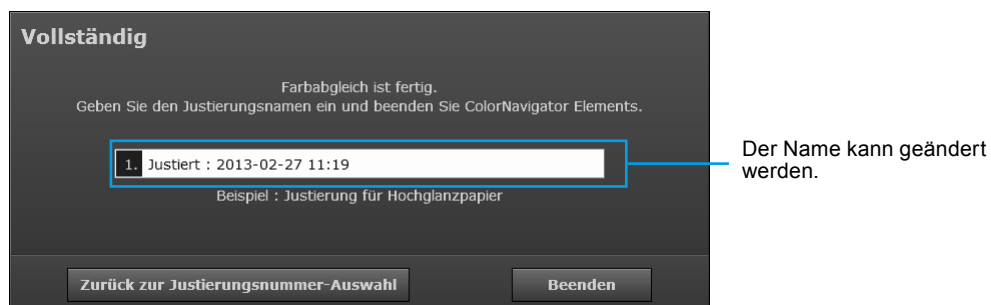 Vollständig
Farbabgleich ist fertig.
Geben Sie den Justierungsnamen ein und beenden Sie ColorNavigator Elements.
1. Justiert : 2013-02-27 11:19
Der Name kann geändert
werden.
Beispiel : Justierung für Hochglanzpapier
Zurück zur Justierungsnummer-Auswahl Beenden